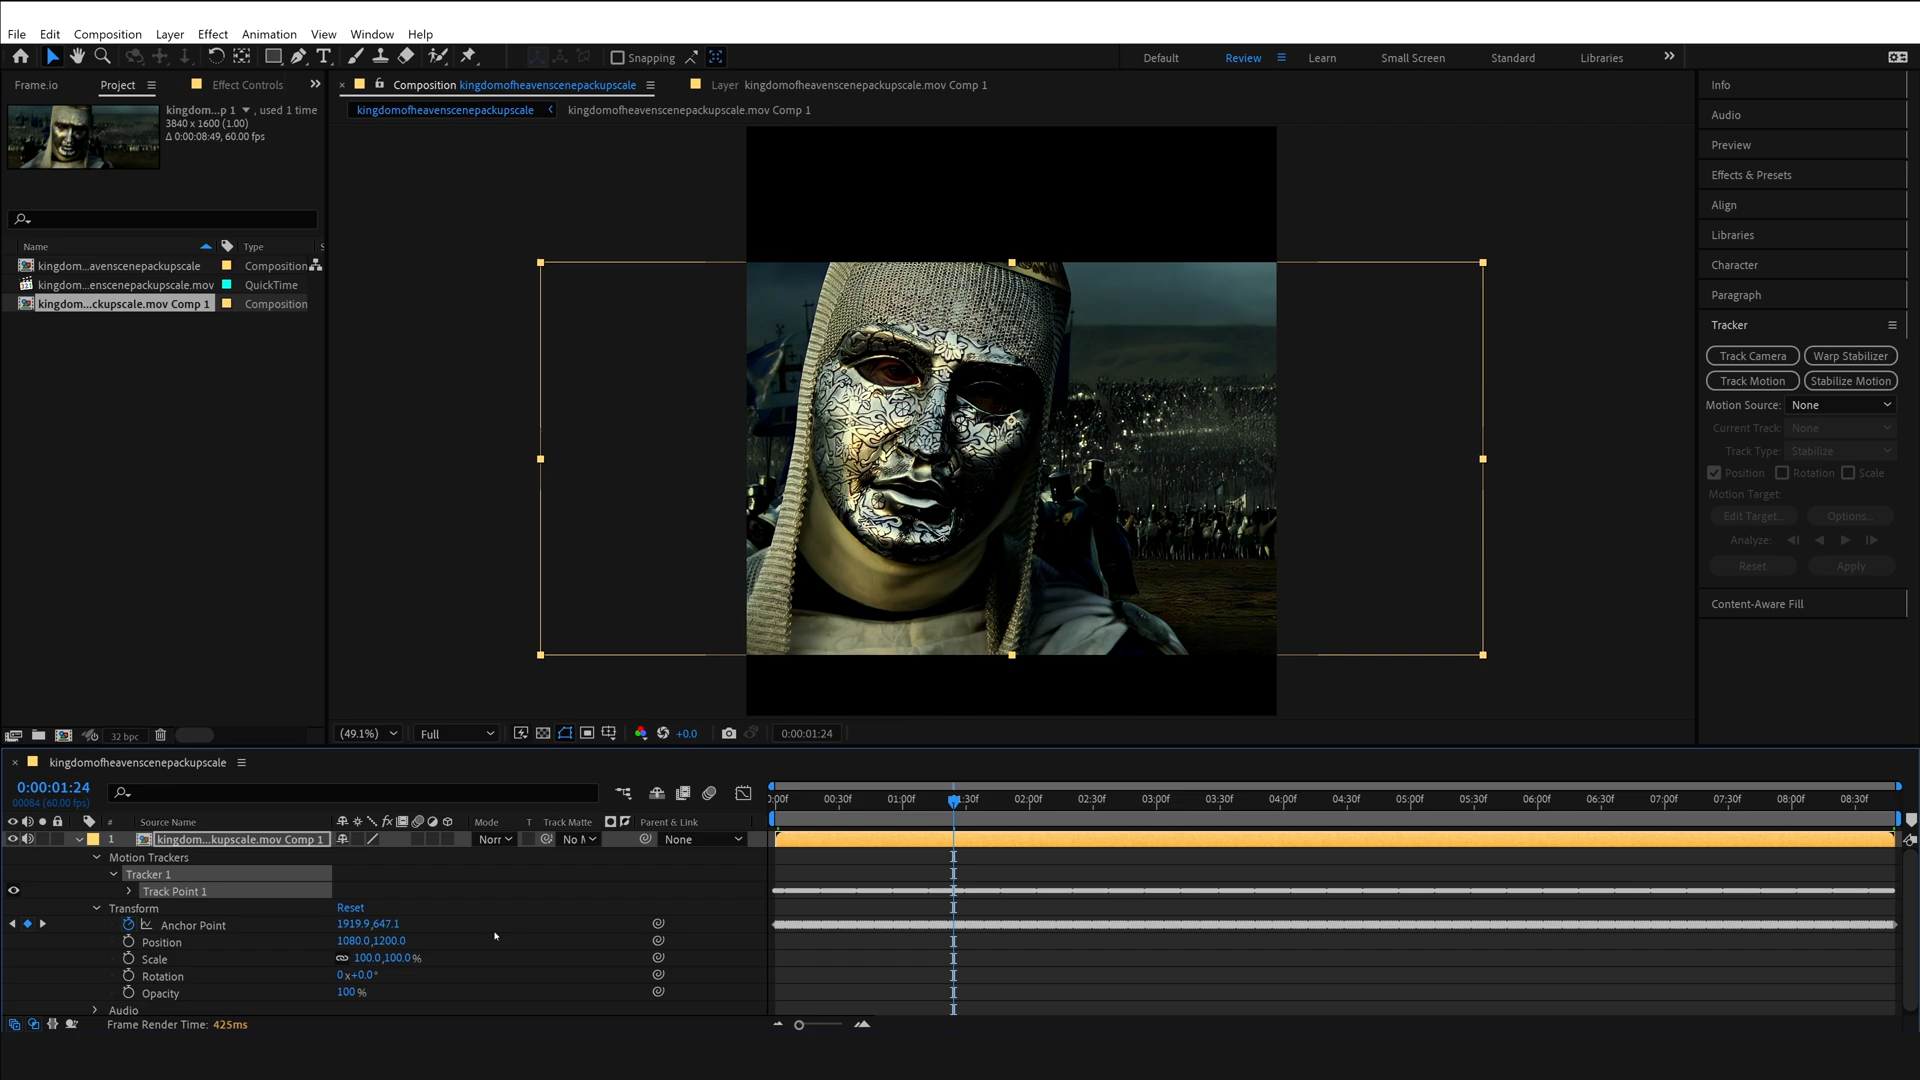 File Edit Composition Layer Effect Animation View Window Help
Snapping
Default Review Learn Small Screen Standard Libraries
Frame.io Project Effect Controls
Composition kingdomofheavenscenepackupscale
Layer kingdomofheavenscenepackupscale.mov Comp 1
kingdomofheavenscenepackupscale kingdomofheavenscenepackupscale.mov Comp 1
kingdom...p 1 , used 1 time
3840 x 1600 (1.00)
Δ 0:00:08:49, 60.00 fps
Name Type S
kingdom...avenscenepackupscale Composition
kingdom...enscenepackupscale.mov QuickTime
kingdom...ckupscale.mov Comp 1 Composition
32 bpc
Info
Audio
Preview
Effects & Presets
Align
Libraries
Character
Paragraph
Tracker
Track Camera Warp Stabilizer
Track Motion Stabilize Motion
Motion Source: None
Current Track: None
Track Type: Stabilize
Position Rotation Scale
Motion Target:
Edit Target... Options...
Analyze:
Reset Apply
Content-Aware Fill
(49.1%) Full +0.0 0:00:01:24
kingdomofheavenscenepackupscale
0:00:01:24
00084 (60.00 fps)
:00f 00:30f 01:00f 1:30f 02:00f 02:30f 03:00f 03:30f 04:00f 04:30f 05:00f 05:30f 06:00f 06:30f 07:00f 07:30f 08:00f 08:30f
# Source Name fx Mode T Track Matte Parent & Link
1 kingdom...kupscale.mov Comp 1 Norr No M None
Motion Trackers
Tracker 1
Track Point 1
Transform Reset
Anchor Point 1919.9,647.1
Position 1080.0,1200.0
Scale 100.0,100.0 %
Rotation 0x+0.0°
Opacity 100 %
Audio
Frame Render Time: 425ms